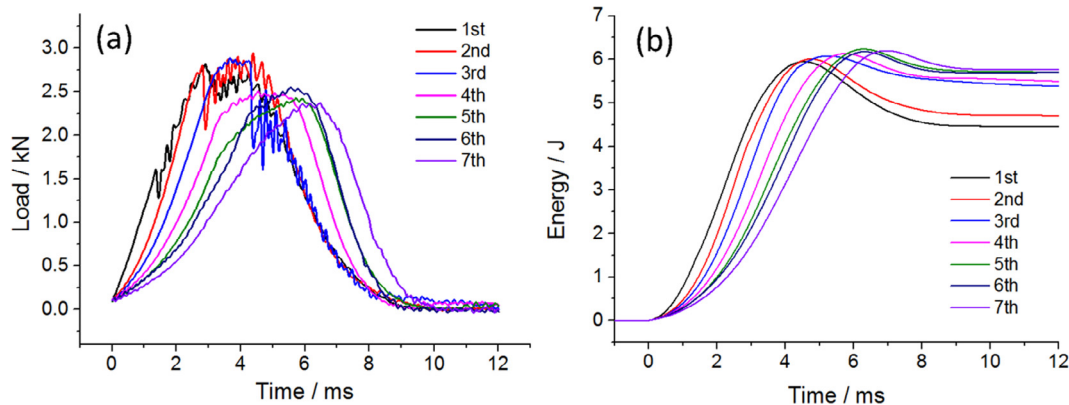 (a)
1st
2nd
3rd
4th
5th
6th
7th
Load / kN
3.0
2.5
2.0
1.5
1.0
0.5
0.0
0 2 4 6 8 10 12
Time / ms
(b)
Energy / J
7
6
5
4
3
2
1
0
1st
2nd
3rd
4th
5th
6th
7th
0 2 4 6 8 10 12
Time / ms